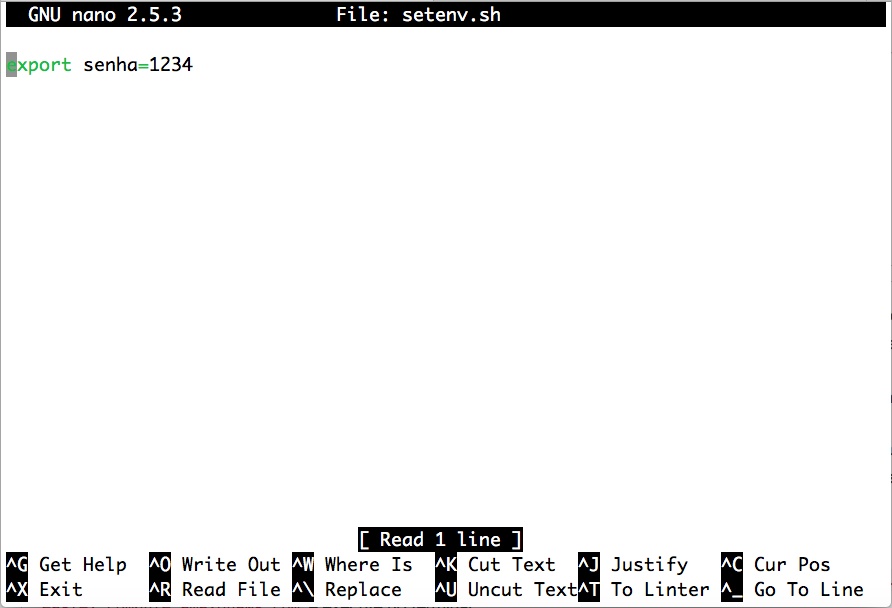 GNU nano 2.5.3 File: setenv.sh
export senha=1234
[ Read 1 line ]
^G Get Help ^O Write Out ^W Where Is ^K Cut Text ^J Justify ^C Cur Pos
^X Exit ^R Read File ^\ Replace ^U Uncut Text ^T To Linter ^_ Go To Line